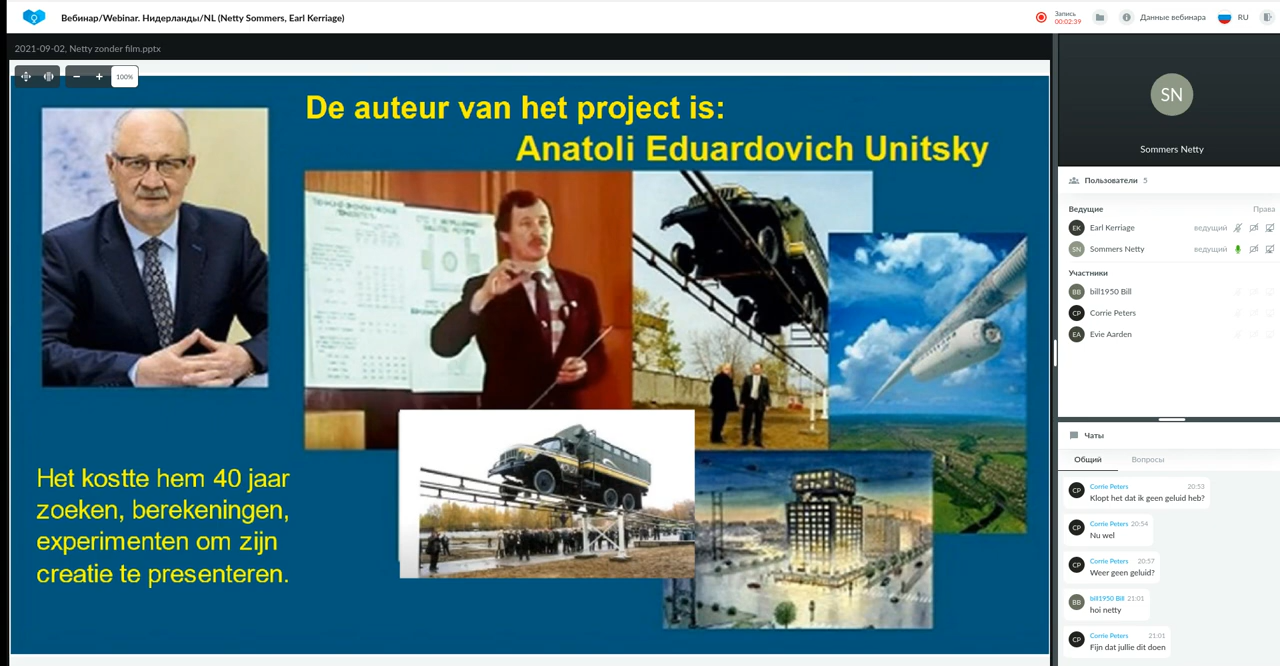 Вебинар/Webinar. Нидерланды/NL (Netty Sommers, Earl Kerriage)
Запись
00:02:39
Данные вебинара
RU
2021-09-02, Netty zonder film.pptx
100%
De auteur van het project is:
Anatoli Eduardovich Unitsky
Het kostte hem 40 jaar
zoeken, berekeningen,
experimenten om zijn
creatie te presenteren.
SN
Sommers Netty
Пользователи 5
Ведущие Права
EK Earl Kerriage ведущий
SN Sommers Netty ведущий
Участники
BB bill1950 Bill
CP Corrie Peters
EA Evie Aarden
Чаты
Общий Вопросы
CP Corrie Peters 20:53
Klopt het dat ik geen geluid heb?
CP Corrie Peters 20:54
Nu wel
CP Corrie Peters 20:57
Weer geen geluid?
BB bill1950 Bill 21:01
hoi netty
CP Corrie Peters 21:01
Fijn dat jullie dit doen